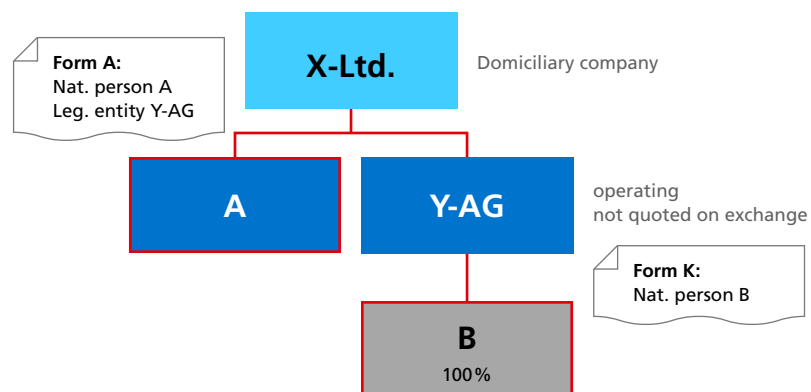 Form A:
Nat. person A
Leg. entity Y-AG
X-Ltd.
Domiciliary company
A
Y-AG
operating
not quoted on exchange
Form K:
Nat. person B
B
100 %